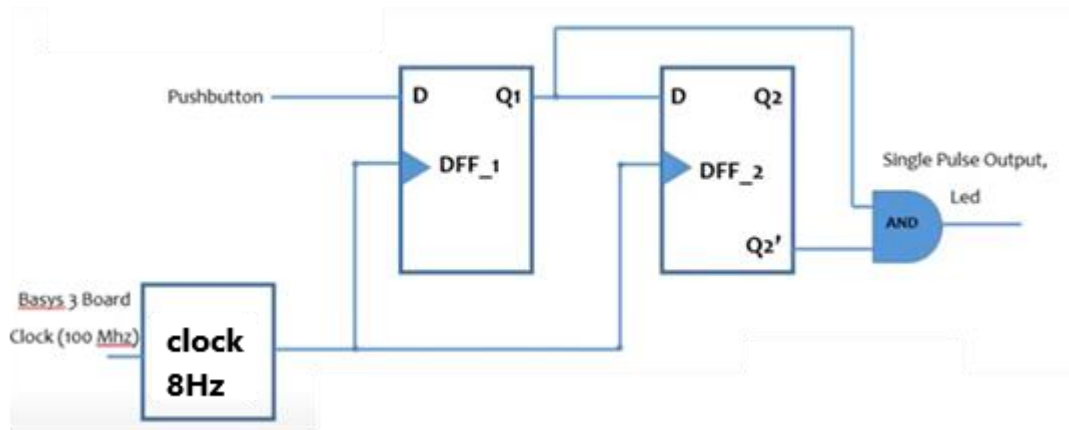 Pushbutton
D
Q1
DFF_1
D
Q2
DFF_2
Q2'
Single Pulse Output,
Led
AND
Basys 3 Board
Clock (100 Mhz)
clock
8Hz